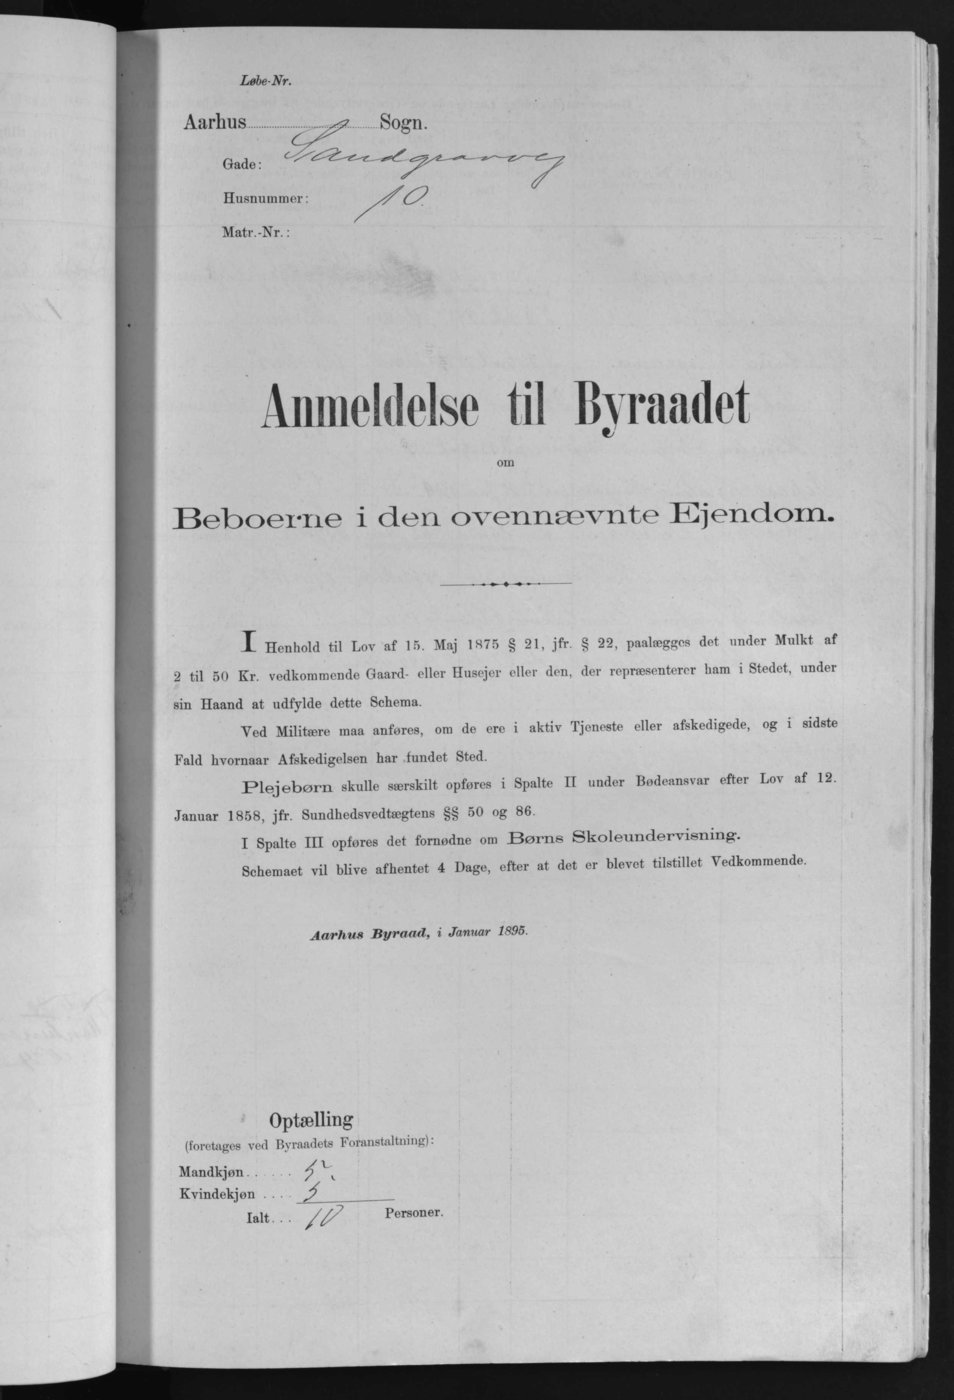 Løbe-Nr.
Aarhus Sogn.
Gade: Sandgravvej
Husnummer: 10.
Matr.-Nr.:
Anmeldelse til Byraadet
om
Beboerne i den ovennævnte Ejendom.
I Henhold til Lov af 15. Maj 1875 § 21, jfr. § 22, paalægges det under Mulkt af
2 til 50 Kr. vedkommende Gaard- eller Husejer eller den, der repræsenterer ham i Stedet, under
sin Haand at udfylde dette Schema.
Ved Militære maa anføres, om de ere i aktiv Tjeneste eller afskedigede, og i sidste
Fald hvornaar Afskedigelsen har fundet Sted.
Plejebørn skulle særskilt opføres i Spalte II under Bødeansvar efter Lov af 12.
Januar 1858, jfr. Sundhedsvedtægtens §§ 50 og 86.
I Spalte III opføres det fornødne om Børns Skoleundervisning.
Schemaet vil blive afhentet 4 Dage, efter at det er blevet tilstillet Vedkommende.
Aarhus Byraad, i Januar 1895.
Optælling
(foretages ved Byraadets Foranstaltning):
Mandkjøn...... 5.
Kvindekjøn .... 5
Ialt... 10 Personer.